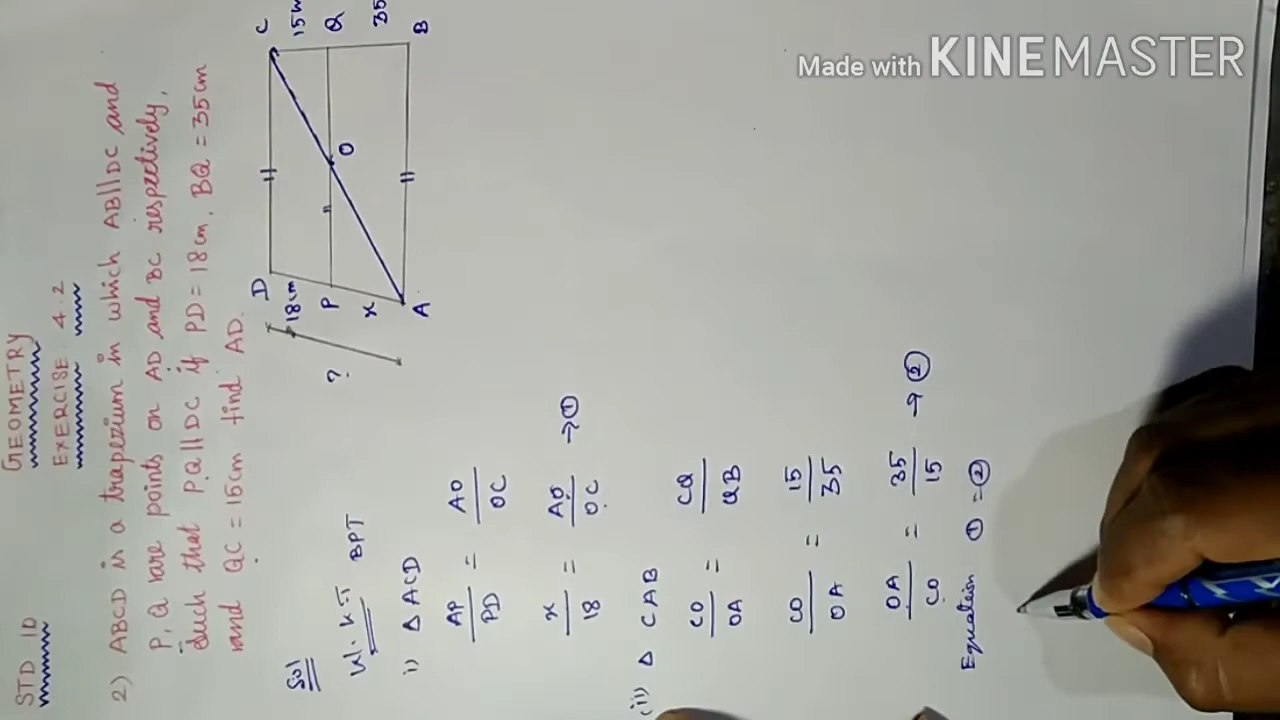 STD 10
GEOMETRY
EXERCISE 4.2
2) ABCD is a trapezium in which AB||DC and
P, Q are points on AD and BC respectively,
such that PQ||DC if PD = 18cm, BQ = 35cm
and QC = 15cm find AD.
D
C
18cm
15
P
Q
O
x
35
A
B
?
Sol
W.K.T BPT
i) Δ ACD
AP/PD = AO/OC
x/18 = AO/OC → ①
(ii) Δ CAB
CO/OA = CQ/QB
CO/OA = 15/35
OA/CO = 35/15 → ②
Equation ① = ②
Made with KINEMASTER